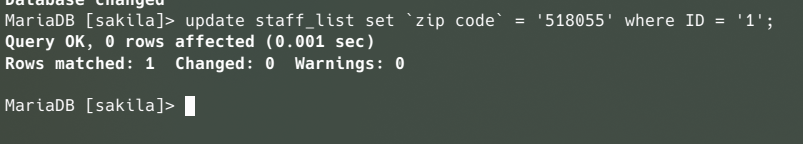 Database changed
MariaDB [sakila]> update staff_list set `zip code` = '518055' where ID = '1';
Query OK, 0 rows affected (0.001 sec)
Rows matched: 1  Changed: 0  Warnings: 0
MariaDB [sakila]>